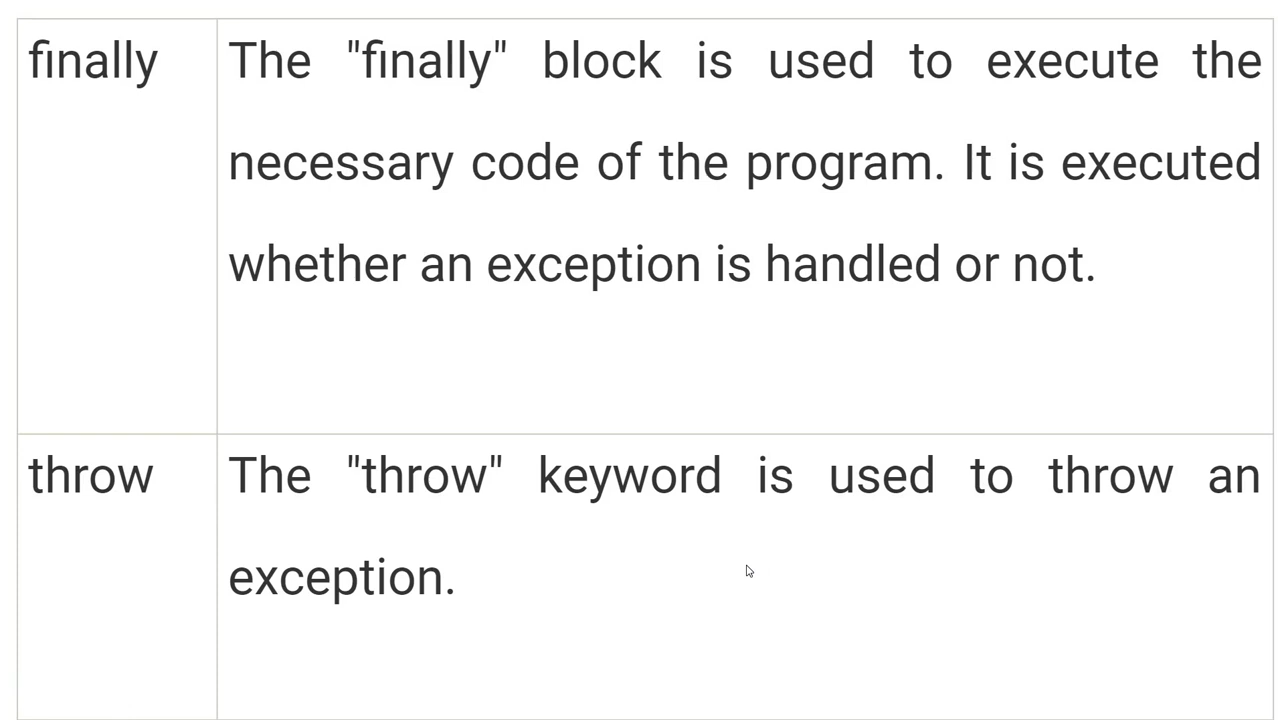 finally
The "finally" block is used to execute the
necessary code of the program. It is executed
whether an exception is handled or not.
throw
The "throw" keyword is used to throw an
exception.